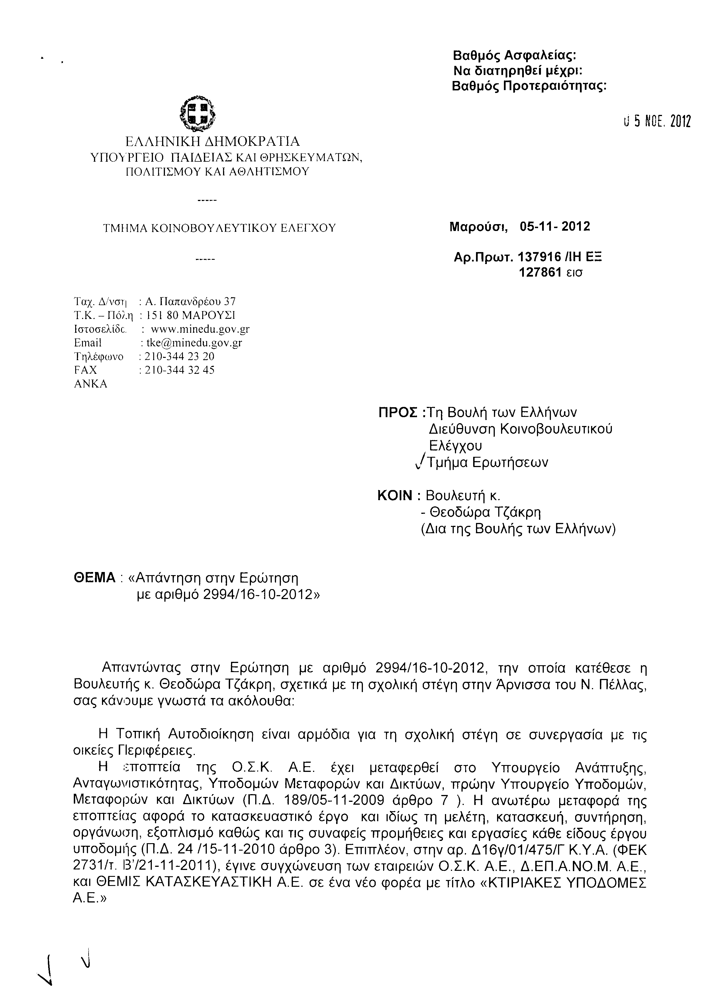 Βαθμός Ασφαλείας:
Να διατηρηθεί μέχρι:
Βαθμός Προτεραιότητας:
05 ΝΟΕ. 2012
ΕΛΛΗΝΙΚΗ ΔΗΜΟΚΡΑΤΙΑ
ΥΠΟΥΡΓΕΙΟ ΠΑΙΔΕΙΑΣ ΚΑΙ ΘΡΗΣΚΕΥΜΑΤΩΝ,
ΠΟΛΙΤΙΣΜΟΥ ΚΑΙ ΑΘΛΗΤΙΣΜΟΥ
-----
ΤΜΗΜΑ ΚΟΙΝΟΒΟΥΛΕΥΤΙΚΟΥ ΕΛΕΓΧΟΥ
-----
Μαρούσι, 05-11- 2012
Αρ.Πρωτ. 137916 /ΙΗ ΕΞ
127861 εισ
Ταχ. Δ/νση : Α. Παπανδρέου 37
Τ.Κ. – Πόλη : 151 80 ΜΑΡΟΥΣΙ
Ιστοσελίδα : www.minedu.gov.gr
Email : tke@minedu.gov.gr
Τηλέφωνο : 210-344 23 20
FAX : 210-344 32 45
ΑΝΚΑ
ΠΡΟΣ :Τη Βουλή των Ελλήνων
Διεύθυνση Κοινοβουλευτικού
Ελέγχου
Τμήμα Ερωτήσεων
ΚΟΙΝ : Βουλευτή κ.
- Θεοδώρα Τζάκρη
(Δια της Βουλής των Ελλήνων)
ΘΕΜΑ : «Απάντηση στην Ερώτηση
με αριθμό 2994/16-10-2012»
Απαντώντας στην Ερώτηση με αριθμό 2994/16-10-2012, την οποία κατέθεσε η
Βουλευτής κ. Θεοδώρα Τζάκρη, σχετικά με τη σχολική στέγη στην Άρνισσα του Ν. Πέλλας,
σας κάνουμε γνωστά τα ακόλουθα:
Η Τοπική Αυτοδιοίκηση είναι αρμόδια για τη σχολική στέγη σε συνεργασία με τις
οικείες Περιφέρειες.
Η εποπτεία της Ο.Σ.Κ. Α.Ε. έχει μεταφερθεί στο Υπουργείο Ανάπτυξης,
Ανταγωνιστικότητας, Υποδομών Μεταφορών και Δικτύων, πρώην Υπουργείο Υποδομών,
Μεταφορών και Δικτύων (Π.Δ. 189/05-11-2009 άρθρο 7 ). Η ανωτέρω μεταφορά της
εποπτείας αφορά το κατασκευαστικό έργο και ιδίως τη μελέτη, κατασκευή, συντήρηση,
οργάνωση, εξοπλισμό καθώς και τις συναφείς προμήθειες και εργασίες κάθε είδους έργου
υποδομής (Π.Δ. 24 /15-11-2010 άρθρο 3). Επιπλέον, στην αρ. Δ16γ/01/475/Γ Κ.Υ.Α. (ΦΕΚ
2731/τ. Β'/21-11-2011), έγινε συγχώνευση των εταιρειών Ο.Σ.Κ. Α.Ε., Δ.ΕΠ.Α.ΝΟ.Μ. Α.Ε.,
και ΘΕΜΙΣ ΚΑΤΑΣΚΕΥΑΣΤΙΚΗ Α.Ε. σε ένα νέο φορέα με τίτλο «ΚΤΙΡΙΑΚΕΣ ΥΠΟΔΟΜΕΣ
Α.Ε.»